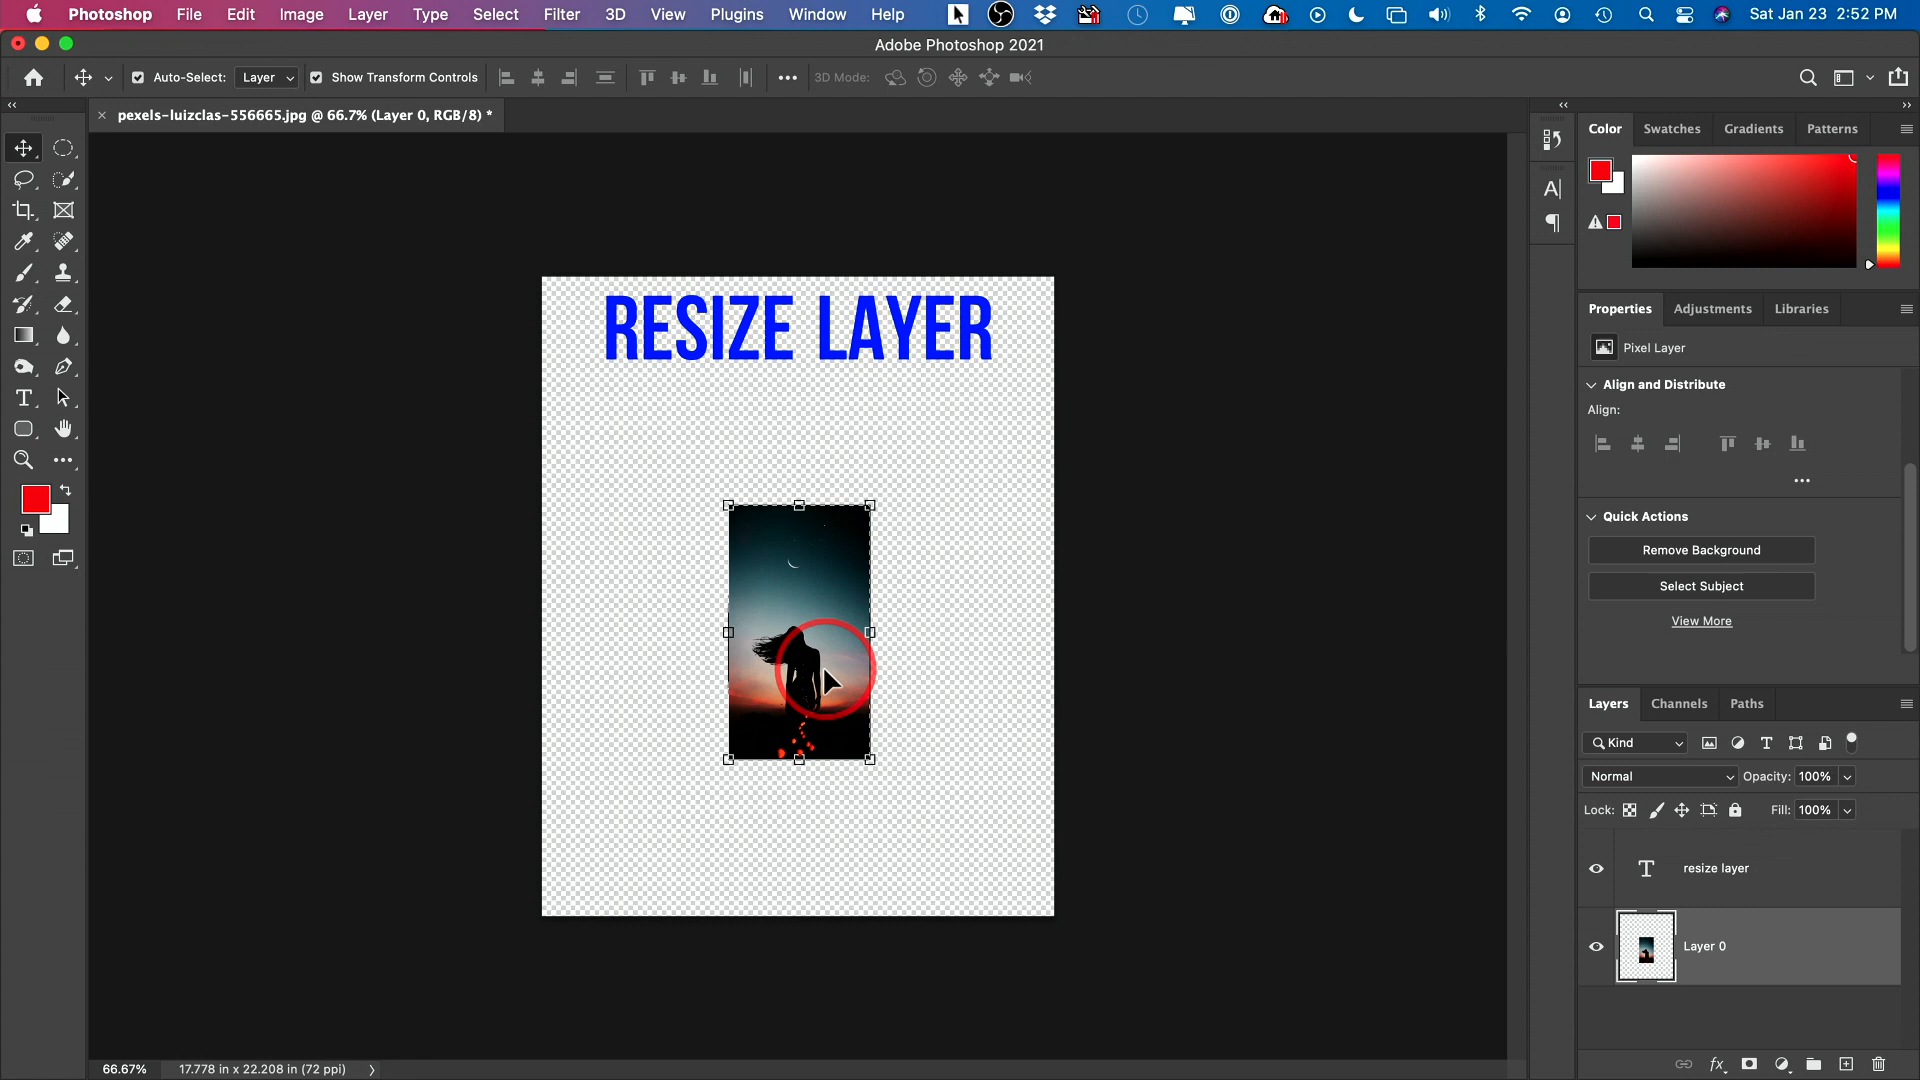 Photoshop File Edit Image Layer Type Select Filter 3D View Plugins Window Help Sat Jan 23 2:52 PM
Adobe Photoshop 2021
Auto-Select: Layer Show Transform Controls 3D Mode:
pexels-luizclas-556665.jpg @ 66.7% (Layer 0, RGB/8) *
Color Swatches Gradients Patterns
RESIZE LAYER
Properties Adjustments Libraries
Pixel Layer
Align and Distribute
Align:
Quick Actions
Remove Background
Select Subject
View More
Layers Channels Paths
Kind
Normal Opacity: 100%
Lock: Fill: 100%
resize layer
Layer 0
66.67% 17.778 in x 22.208 in (72 ppi)